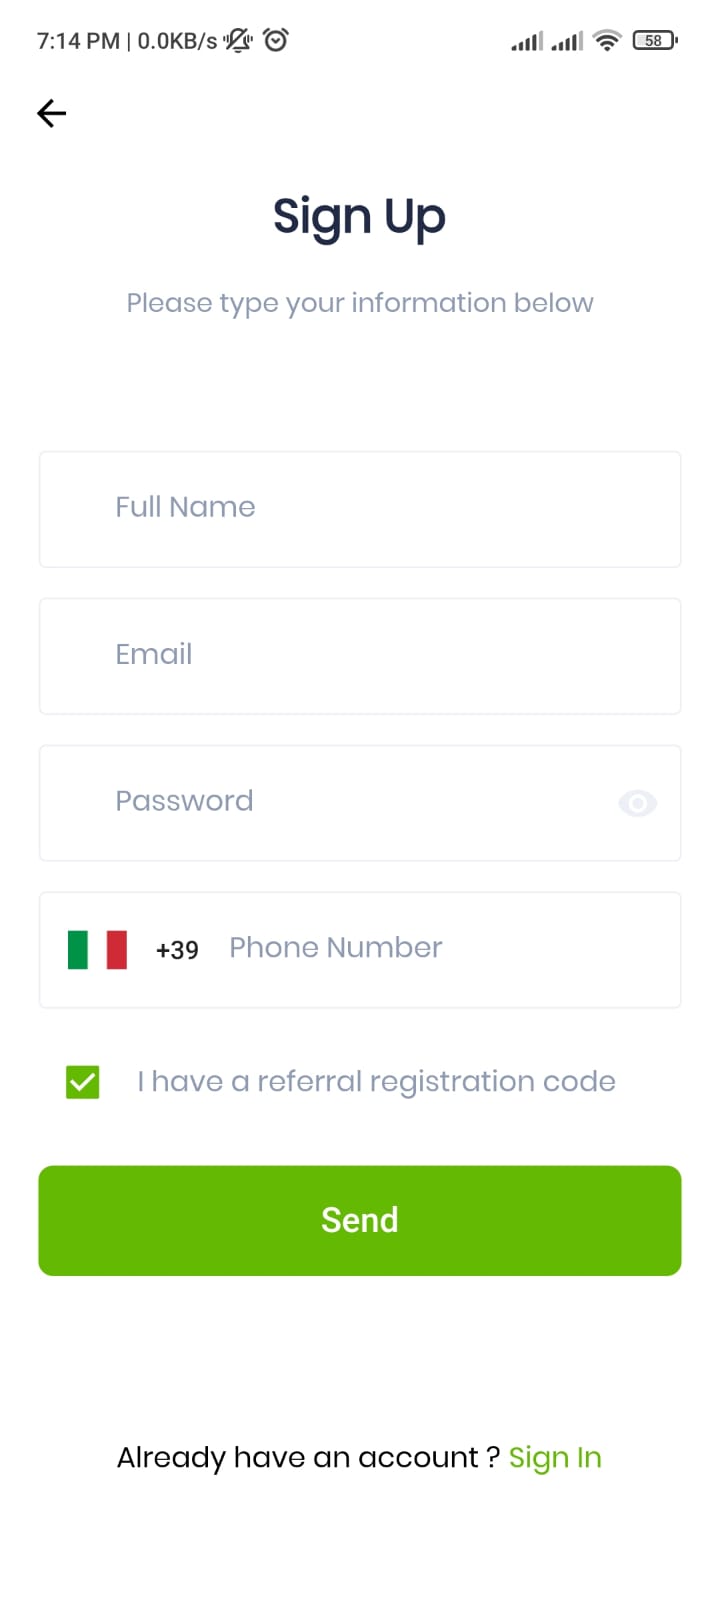 7:14 PM | 0.0KB/s 58
Sign Up
Please type your information below
Full Name
Email
Password
+39 Phone Number
I have a referral registration code
Send
Already have an account ? Sign In